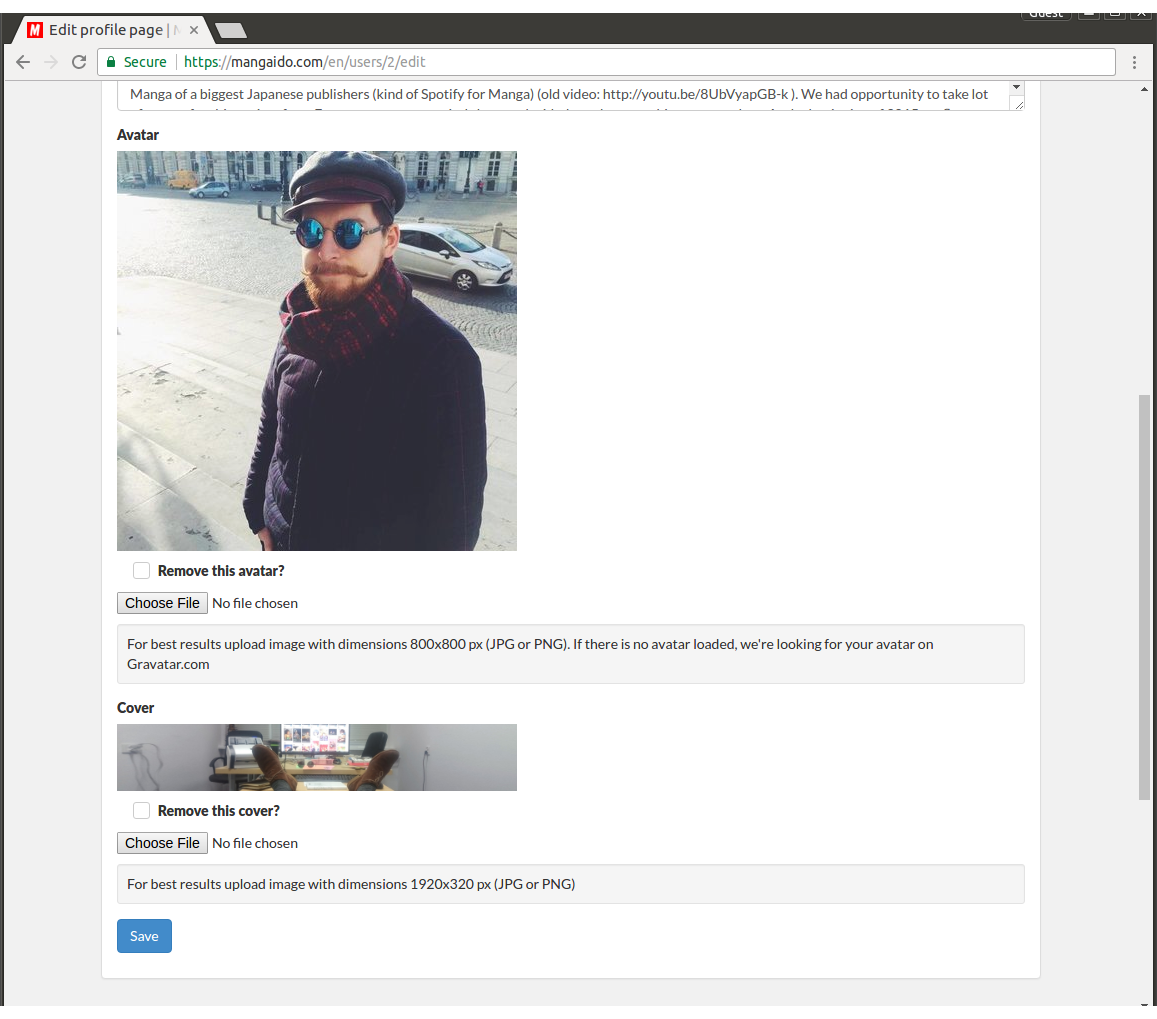 Guest
Edit profile page | M
Secure | https://mangaido.com/en/users/2/edit
Manga of a biggest Japanese publishers (kind of Spotify for Manga) (old video: http://youtu.be/8UbVyapGB-k ). We had opportunity to take lot
Avatar
Remove this avatar?
Choose File No file chosen
For best results upload image with dimensions 800x800 px (JPG or PNG). If there is no avatar loaded, we're looking for your avatar on
Gravatar.com
Cover
Remove this cover?
Choose File No file chosen
For best results upload image with dimensions 1920x320 px (JPG or PNG)
Save